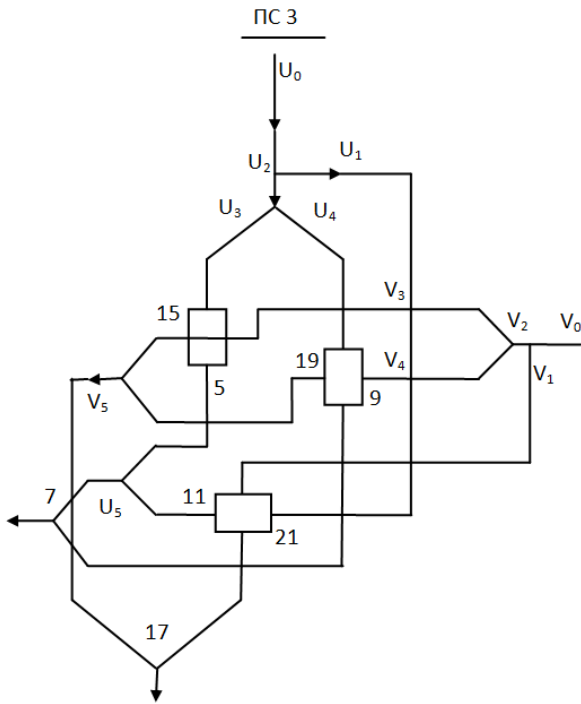 ПС 3
U₀
U₂ U₁
U₃ U₄
V₃
15 V₂ V₀
19 V₄ V₁
V₅ 5 9
7 U₅ 11
21
17